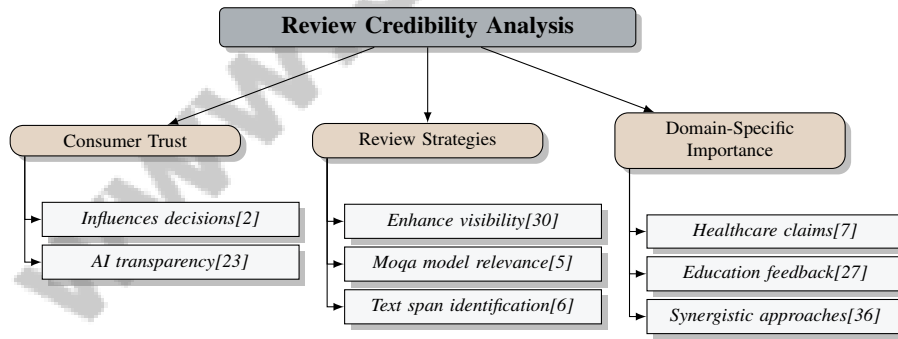 Review Credibility Analysis
Consumer Trust
Influences decisions[2]
AI transparency[23]
Review Strategies
Enhance visibility[30]
Moqa model relevance[5]
Text span identification[6]
Domain-Specific
Importance
Healthcare claims[7]
Education feedback[27]
Synergistic approaches[36]
www.